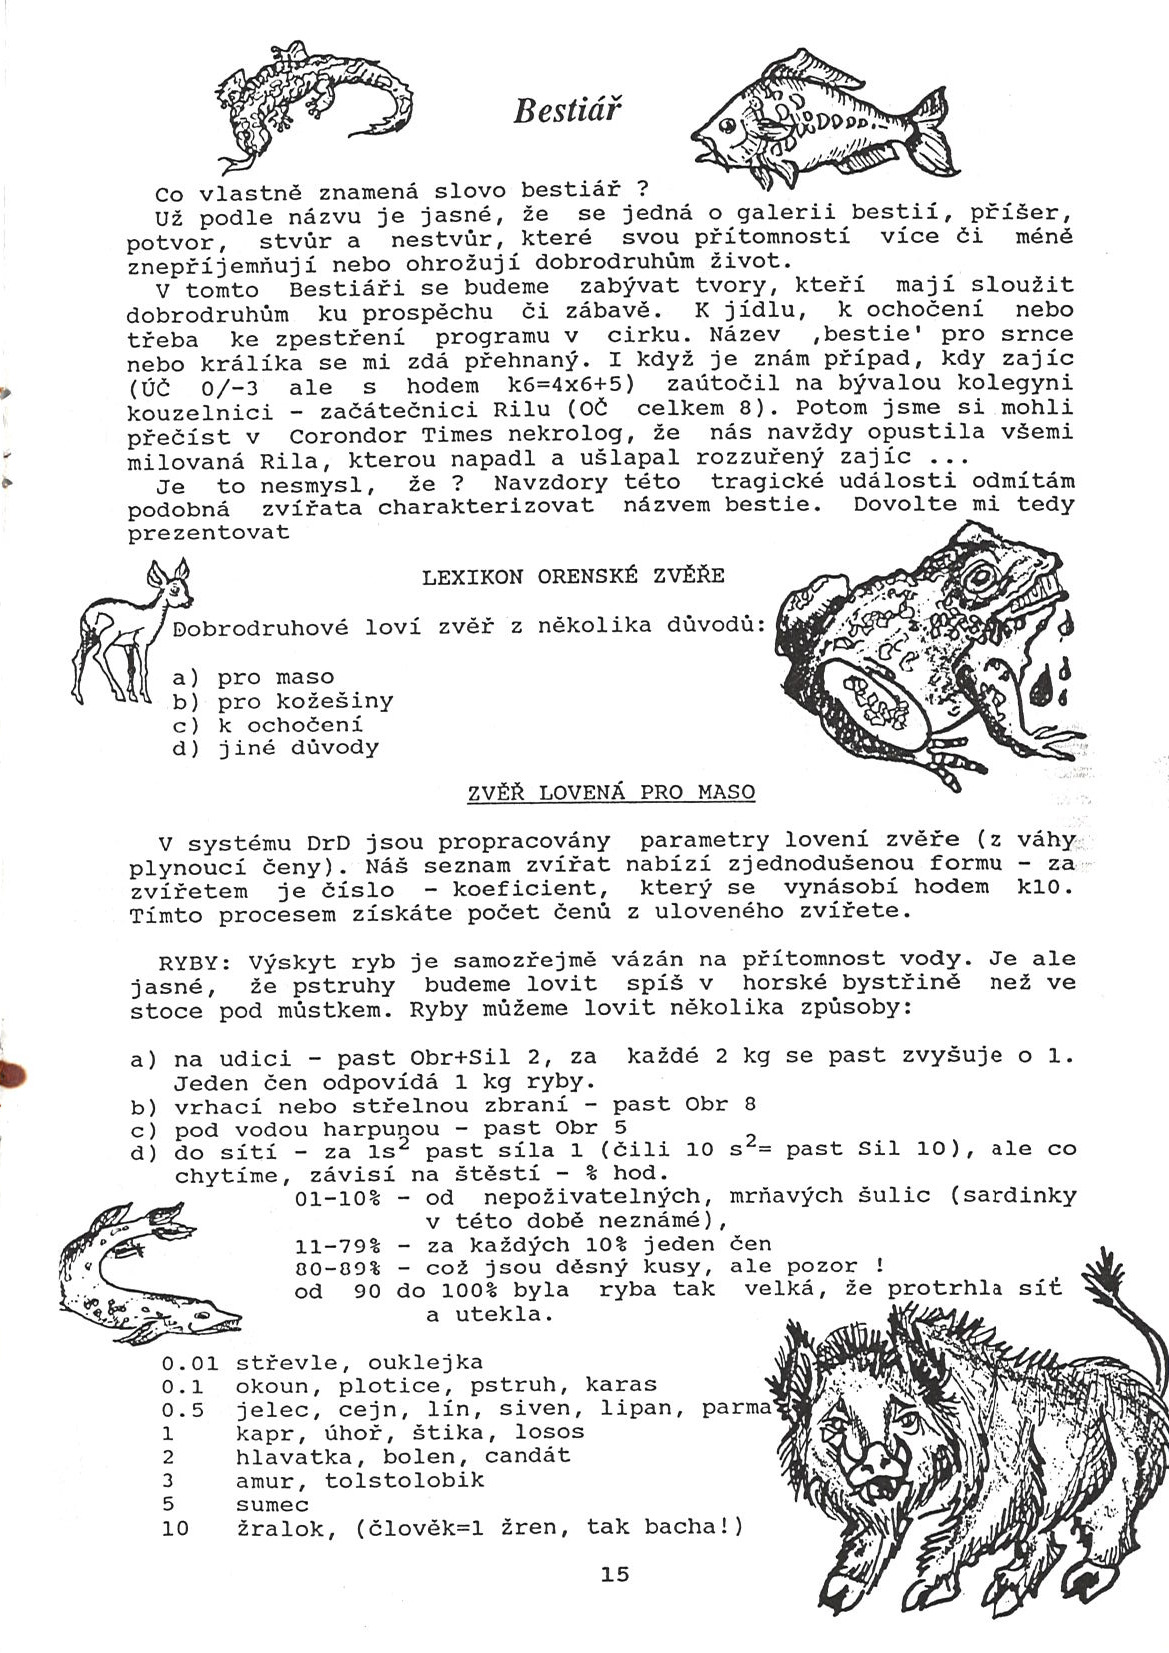 Bestiář
Co vlastně znamená slovo bestiář ?
Už podle názvu je jasné, že se jedná o galerii bestií, příšer,
potvor, stvůr a nestvůr, které svou přítomností více či méně
znepříjemňují nebo ohrožují dobrodruhům život.
V tomto Bestiáři se budeme zabývat tvory, kteří mají sloužit
dobrodruhům ku prospěchu či zábavě. K jídlu, k ochočení nebo
třeba ke zpestření programu v cirku. Název ‚bestie' pro srnce
nebo králíka se mi zdá přehnaný. I když je znám případ, kdy zajíc
(ÚČ 0/-3 ale s hodem k6=4x6+5) zaútočil na bývalou kolegyni
kouzelnici - začátečnici Rilu (OČ celkem 8). Potom jsme si mohli
přečíst v Corondor Times nekrolog, že nás navždy opustila všemi
milovaná Rila, kterou napadl a ušlapal rozzuřený zajíc ...
Je to nesmysl, že ? Navzdory této tragické události odmítám
podobná zvířata charakterizovat názvem bestie. Dovolte mi tedy
prezentovat
LEXIKON ORENSKÉ ZVĚŘE
Dobrodruhové loví zvěř z několika důvodů:
a) pro maso
b) pro kožešiny
c) k ochočení
d) jiné důvody
ZVĚŘ LOVENÁ PRO MASO
V systému DrD jsou propracovány parametry lovení zvěře (z váhy
plynoucí čeny). Náš seznam zvířat nabízí zjednodušenou formu - za
zvířetem je číslo - koeficient, který se vynásobí hodem k10.
Tímto procesem získáte počet čenů z uloveného zvířete.
RYBY: Výskyt ryb je samozřejmě vázán na přítomnost vody. Je ale
jasné, že pstruhy budeme lovit spíš v horské bystřině než ve
stoce pod můstkem. Ryby můžeme lovit několika způsoby:
a) na udici - past Obr+Sil 2, za každé 2 kg se past zvyšuje o 1.
Jeden čen odpovídá 1 kg ryby.
b) vrhací nebo střelnou zbraní - past Obr 8
c) pod vodou harpunou - past Obr 5
d) do sítí - za 1s² past síla 1 (čili 10 s²= past Sil 10), ale co
chytíme, závisí na štěstí - % hod.
01-10% - od nepoživatelných, mrňavých šulic (sardinky
v této době neznámé),
11-79% - za každých 10% jeden čen
80-89% - což jsou děsný kusy, ale pozor !
od 90 do 100% byla ryba tak velká, že protrhla síť
a utekla.
0.01 střevle, ouklejka
0.1 okoun, plotice, pstruh, karas
0.5 jelec, cejn, lín, siven, lipan, parma
1 kapr, úhoř, štika, losos
2 hlavatka, bolen, candát
3 amur, tolstolobik
5 sumec
10 žralok, (člověk=1 žren, tak bacha!)
15